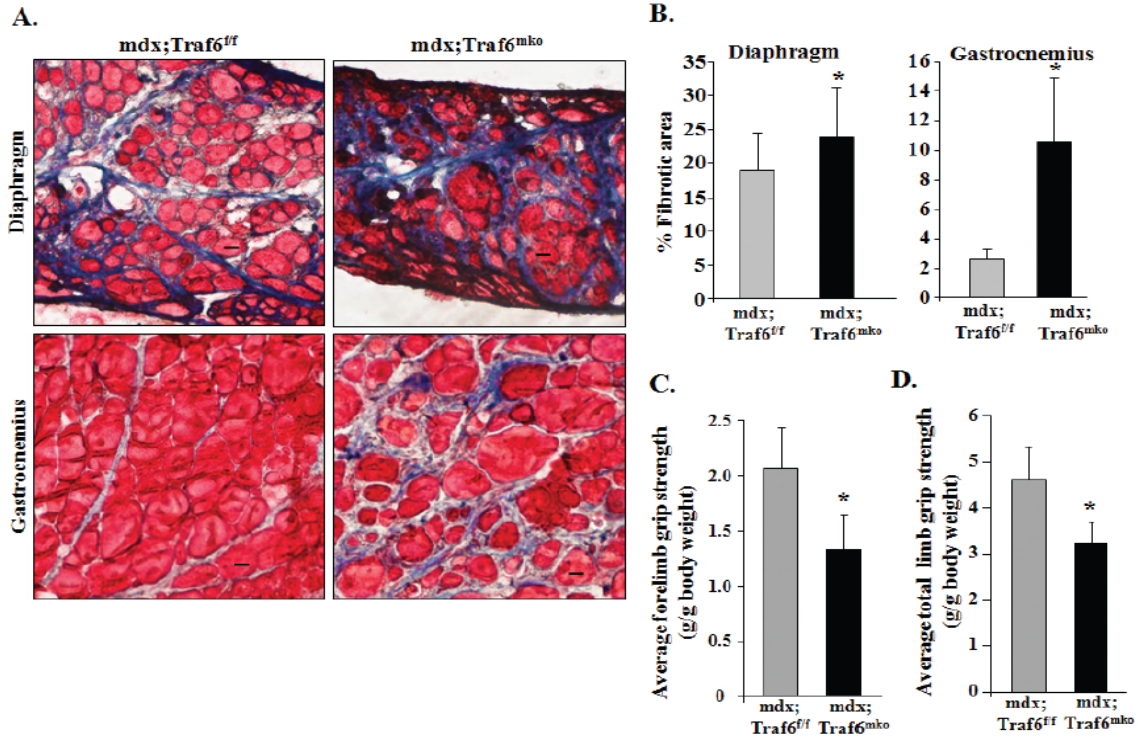 A.
mdx;Traf6f/f
mdx;Traf6mko
Diaphragm
Gastrocnemius
B.
Diaphragm
% Fibrotic area
40
35
30
25
20
15
10
5
0
*
mdx;
Traf6f/f
mdx;
Traf6mko
Gastrocnemius
16
14
12
10
8
6
4
2
0
*
mdx;
Traf6f/f
mdx;
Traf6mko
C.
Average forelimb grip strength
(g/g body weight)
2.5
2.0
1.5
1.0
0.5
0
*
mdx;
Traf6f/f
mdx;
Traf6mko
D.
Average total limb grip strength
(g/g body weight)
6
5
4
3
2
1
0
*
mdx;
Traf6f/f
mdx;
Traf6mko